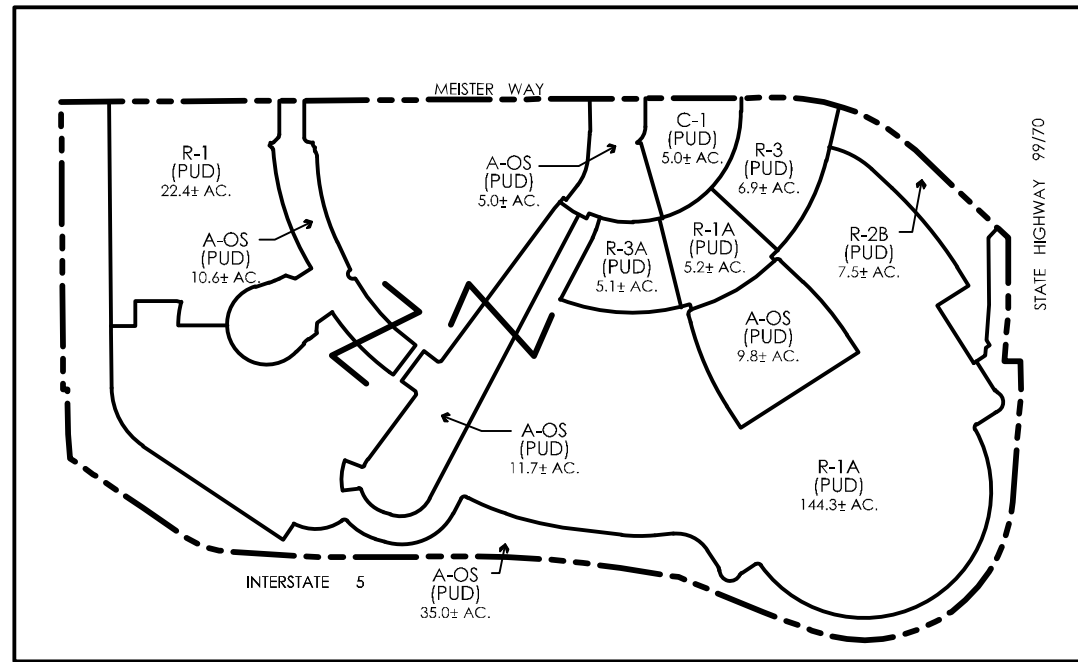 MEISTER WAY
R-1
(PUD)
22.4± AC.
A-OS
(PUD)
10.6± AC.
A-OS
(PUD)
5.0± AC.
C-1
(PUD)
5.0± AC.
R-3
(PUD)
6.9± AC.
R-3A
(PUD)
5.1± AC.
R-1A
(PUD)
5.2± AC.
R-2B
(PUD)
7.5± AC.
A-OS
(PUD)
9.8± AC.
A-OS
(PUD)
11.7± AC.
R-1A
(PUD)
144.3± AC.
A-OS
(PUD)
35.0± AC.
INTERSTATE 5
STATE HIGHWAY 99/70